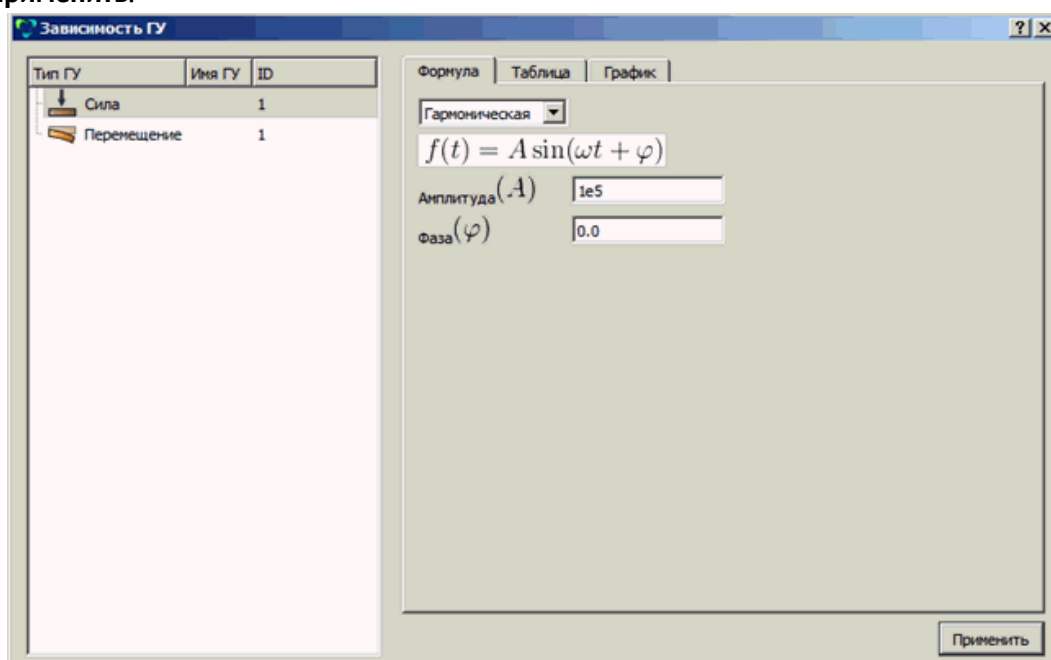 Зависимость ГУ
Тип ГУ Имя ГУ ID
Сила 1
Перемещение 1
Формула Таблица График
Гармоническая
f(t) = A sin(ωt + φ)
Амплитуда(A) 1e5
Фаза(φ) 0.0
Применить